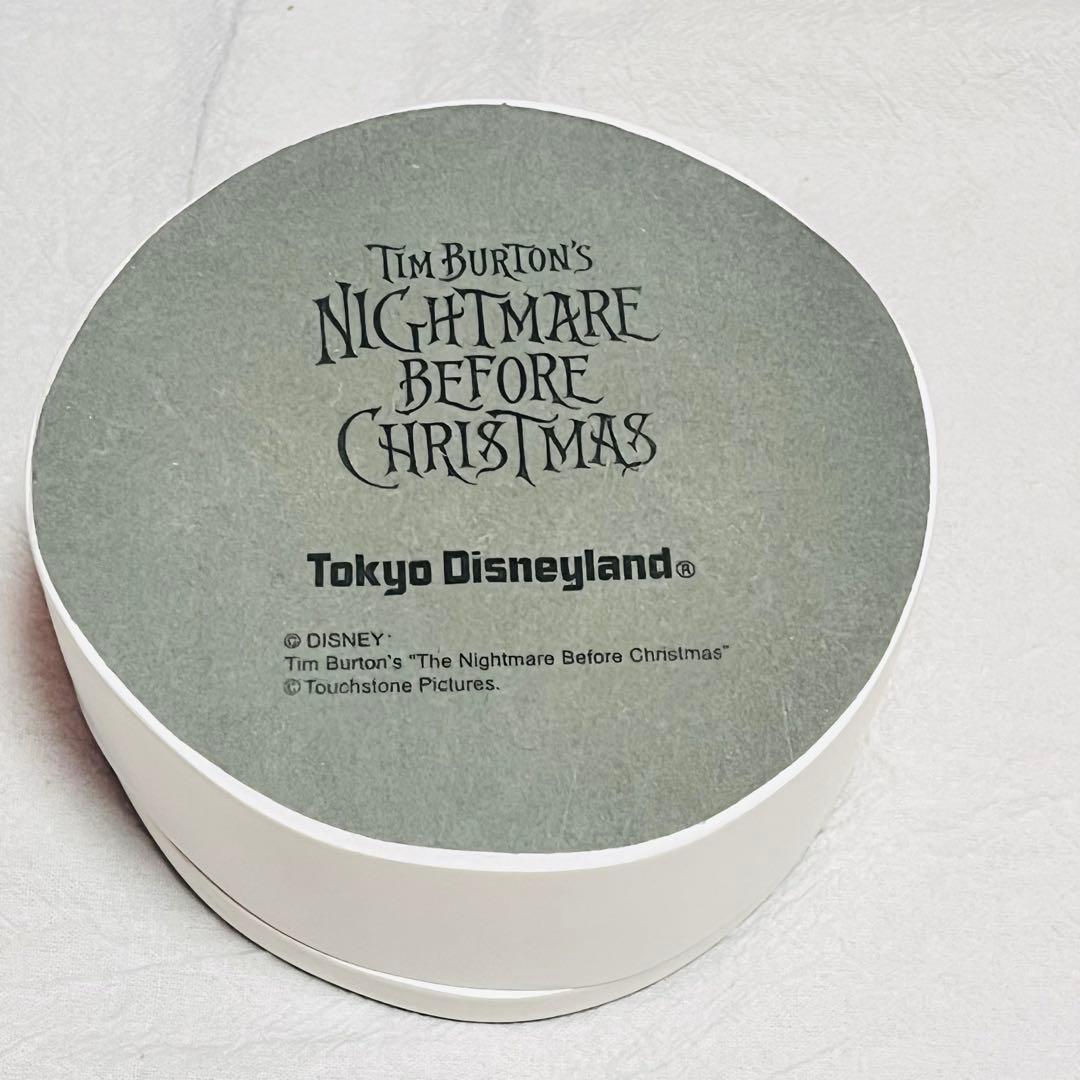 TIM BURTON'S
NIGHTMARE
BEFORE
CHRISTMAS
Tokyo Disneyland®
© DISNEY
Tim Burton's "The Nightmare Before Christmas"
© Touchstone Pictures.